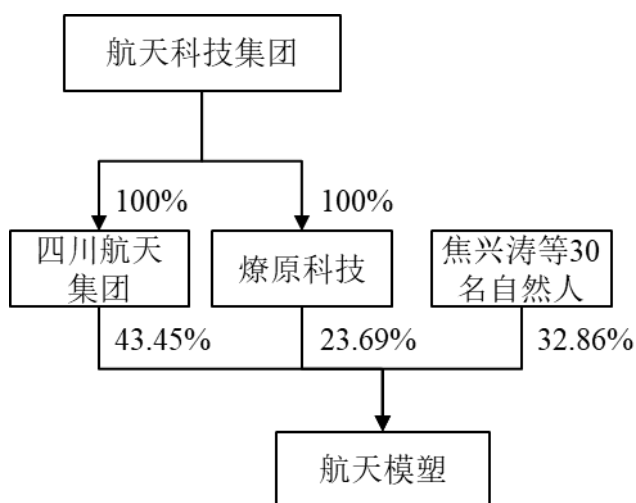 航天科技集团
100%
100%
四川航天
集团
燎原科技
焦兴涛等30
名自然人
43.45%
23.69%
32.86%
航天模塑